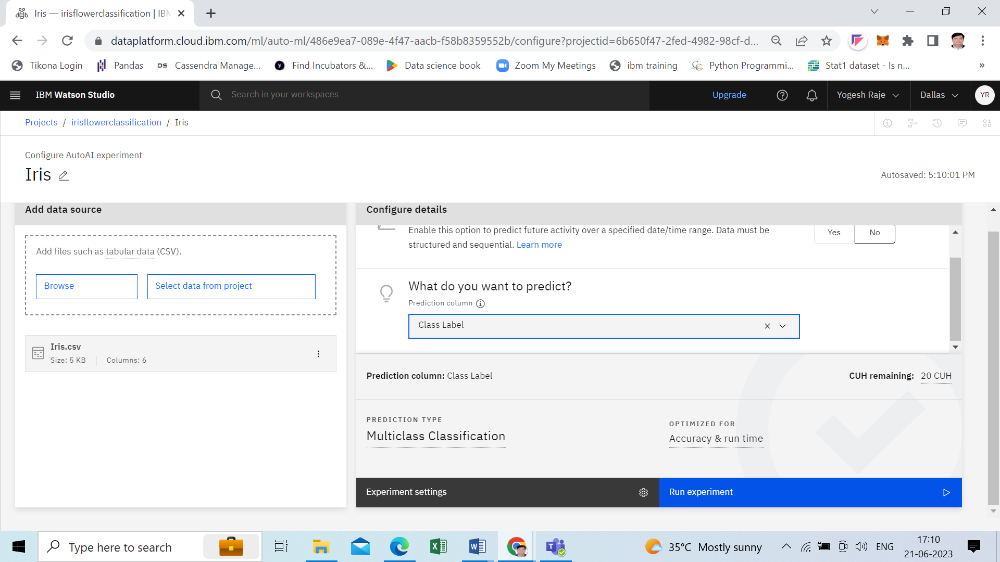 Iris — irisflowerclassification | IBM
dataplatform.cloud.ibm.com/ml/auto-ml/486e9ea7-089e-4f47-aacb-f58b8359552b/configure?projectid=6b650f47-2fed-4982-98cf-d...
Tikona Login Pandas DS Cassendra Manage... Find Incubators &... Data science book Zoom My Meetings ibm training Python Programmi... Stat1 dataset - Is n... »
IBM Watson Studio Search in your workspaces Upgrade Yogesh Raje Dallas YR
Projects / irisflowerclassification / Iris
Configure AutoAI experiment
Iris
Autosaved: 5:10:01 PM
Add data source
Add files such as tabular data (CSV).
Browse Select data from project
Iris.csv
Size: 5 KB Columns: 6
Configure details
Enable this option to predict future activity over a specified date/time range. Data must be
structured and sequential. Learn more
Yes No
What do you want to predict?
Prediction column
Class Label
Prediction column: Class Label
CUH remaining: 20 CUH
PREDICTION TYPE
Multiclass Classification
OPTIMIZED FOR
Accuracy & run time
Experiment settings
Run experiment
Type here to search
35°C Mostly sunny
ENG
17:10
21-06-2023